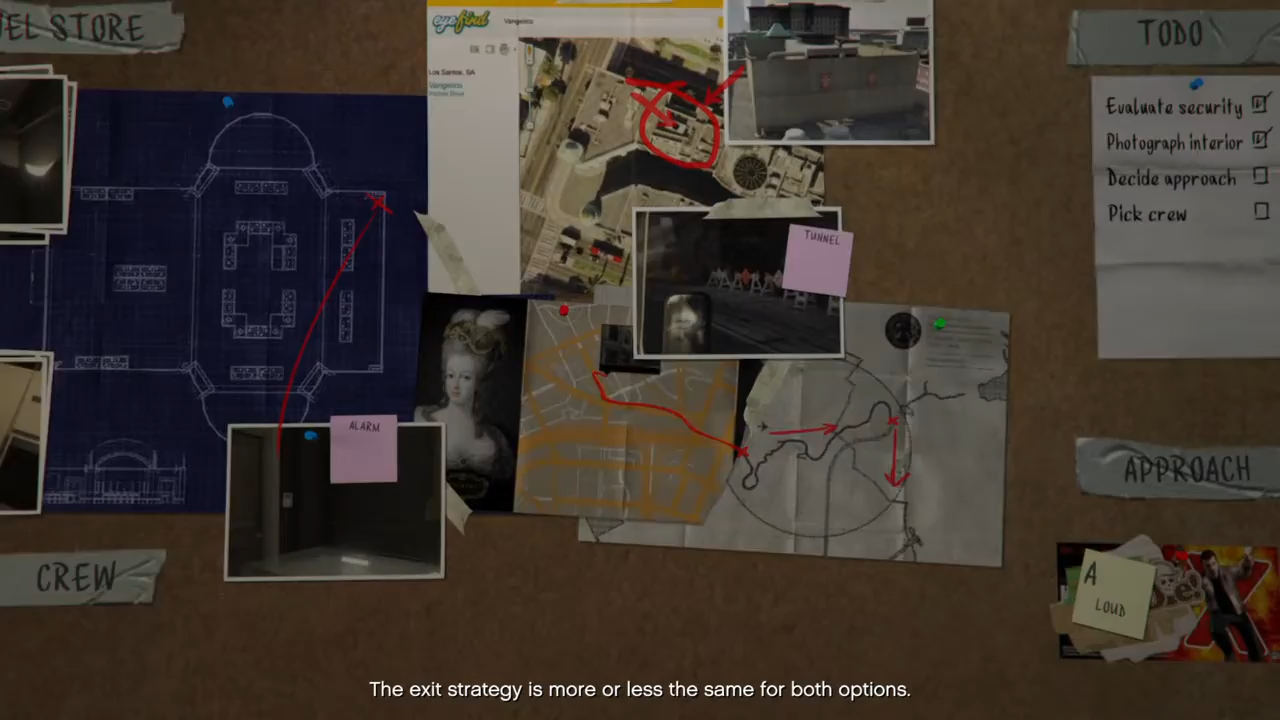 EL STORE
eyefind
Vangelico
Los Santos, SA
Vangelico
TODO
Evaluate security
Photograph interior
Decide approach
Pick crew
TUNNEL
ALARM
CREW
APPROACH
A
LOUD
The exit strategy is more or less the same for both options.